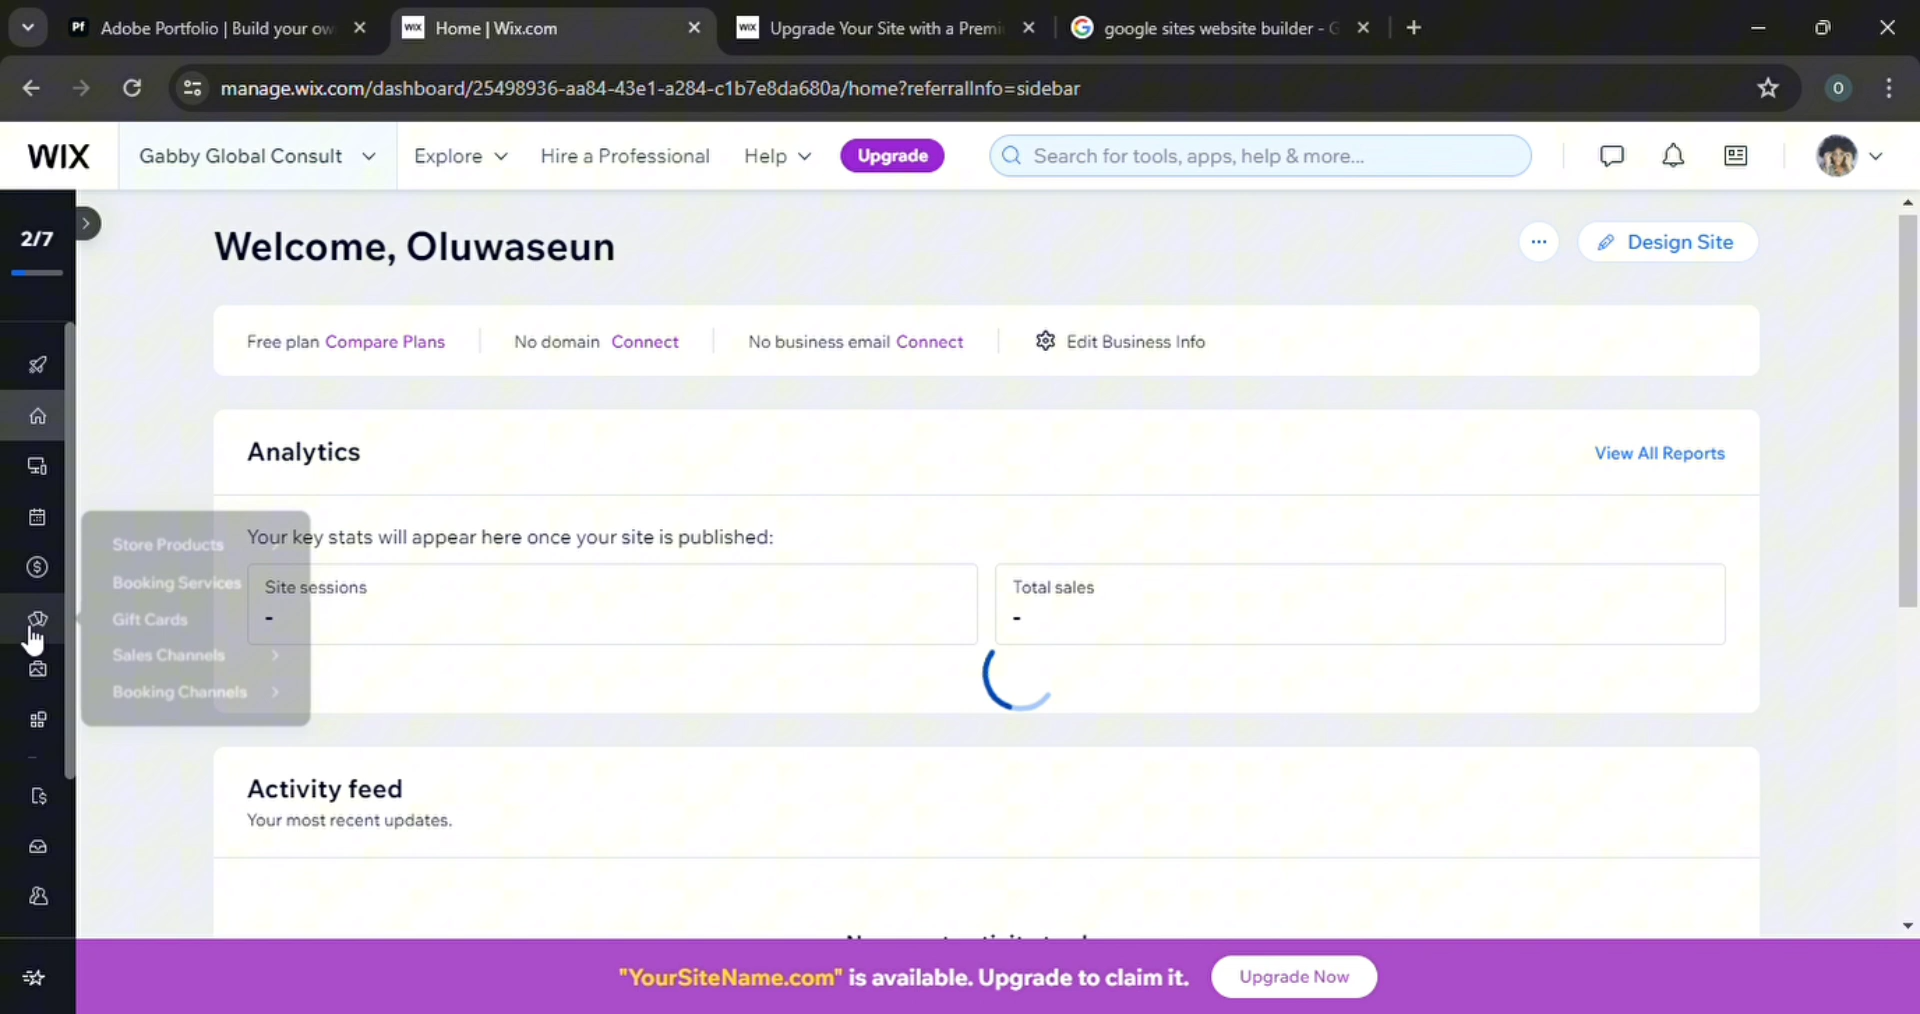 Pf Adobe Portfolio | Build your ow
WIX Home | Wix.com
WIX Upgrade Your Site with a Premi
G google sites website builder - G
manage.wix.com/dashboard/25498936-aa84-43e1-a284-c1b7e8da680a/home?referralInfo=sidebar
O
WIX
Gabby Global Consult
Explore
Hire a Professional
Help
Upgrade
Search for tools, apps, help & more...
2/7
Welcome, Oluwaseun
Design Site
Free plan Compare Plans
No domain Connect
No business email Connect
Edit Business Info
Analytics
View All Reports
Your key stats will appear here once your site is published:
Store Products
Booking Services
Gift Cards
Sales Channels
Booking Channels
Site sessions
-
Total sales
-
Activity feed
Your most recent updates.
"YourSiteName.com" is available. Upgrade to claim it.
Upgrade Now